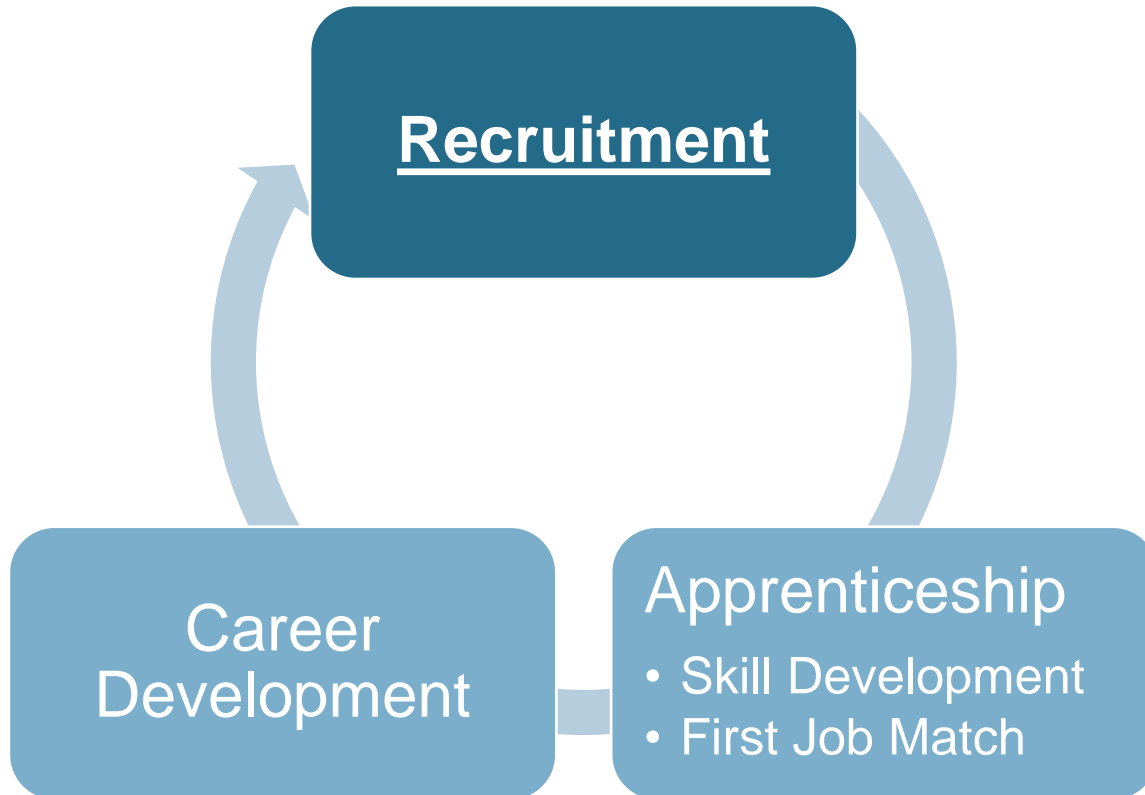 Recruitment
Apprenticeship
• Skill Development
• First Job Match
Career
Development